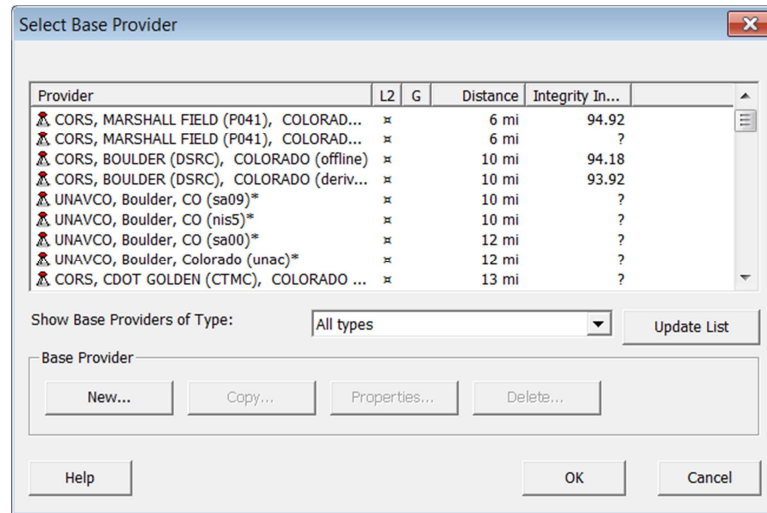 Select Base Provider
Provider L2 G Distance Integrity In...
CORS, MARSHALL FIELD (P041), COLORAD... ¤ 6 mi 94.92
CORS, MARSHALL FIELD (P041), COLORAD... ¤ 6 mi ?
CORS, BOULDER (DSRC), COLORADO (offline) ¤ 10 mi 94.18
CORS, BOULDER (DSRC), COLORADO (deriv... ¤ 10 mi 93.92
UNAVCO, Boulder, CO (sa09)* ¤ 10 mi ?
UNAVCO, Boulder, CO (nis5)* ¤ 10 mi ?
UNAVCO, Boulder, CO (sa00)* ¤ 12 mi ?
UNAVCO, Boulder, Colorado (unac)* ¤ 12 mi ?
CORS, CDOT GOLDEN (CTMC), COLORADO ... ¤ 13 mi ?
Show Base Providers of Type: All types Update List
Base Provider
New... Copy... Properties... Delete...
Help OK Cancel